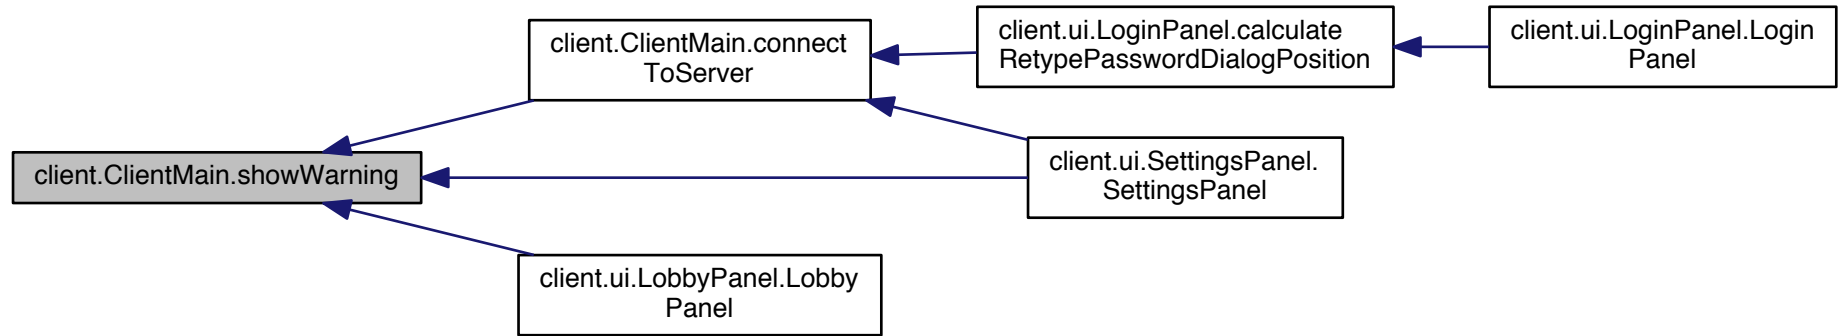 client.ClientMain.showWarning
client.ClientMain.connect
ToServer
client.ui.LoginPanel.calculate
RetypePasswordDialogPosition
client.ui.LoginPanel.Login
Panel
client.ui.SettingsPanel.
SettingsPanel
client.ui.LobbyPanel.Lobby
Panel